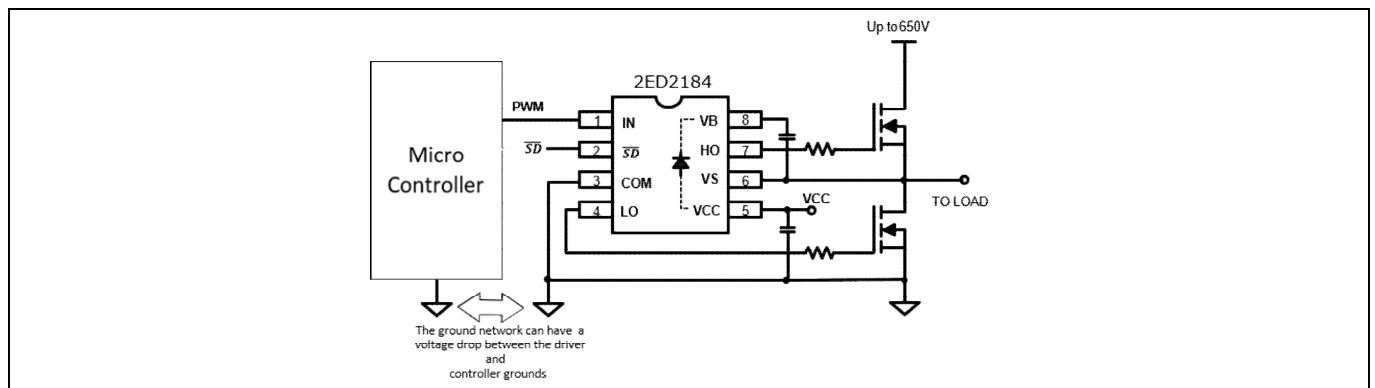 Up to 650V
2ED2184
PWM
1 IN VB 8
SD 2 SD HO 7
3 COM VS 6
4 LO VCC 5
Micro
Controller
VCC
TO LOAD
The ground network can have a
voltage drop between the driver
and
controller grounds